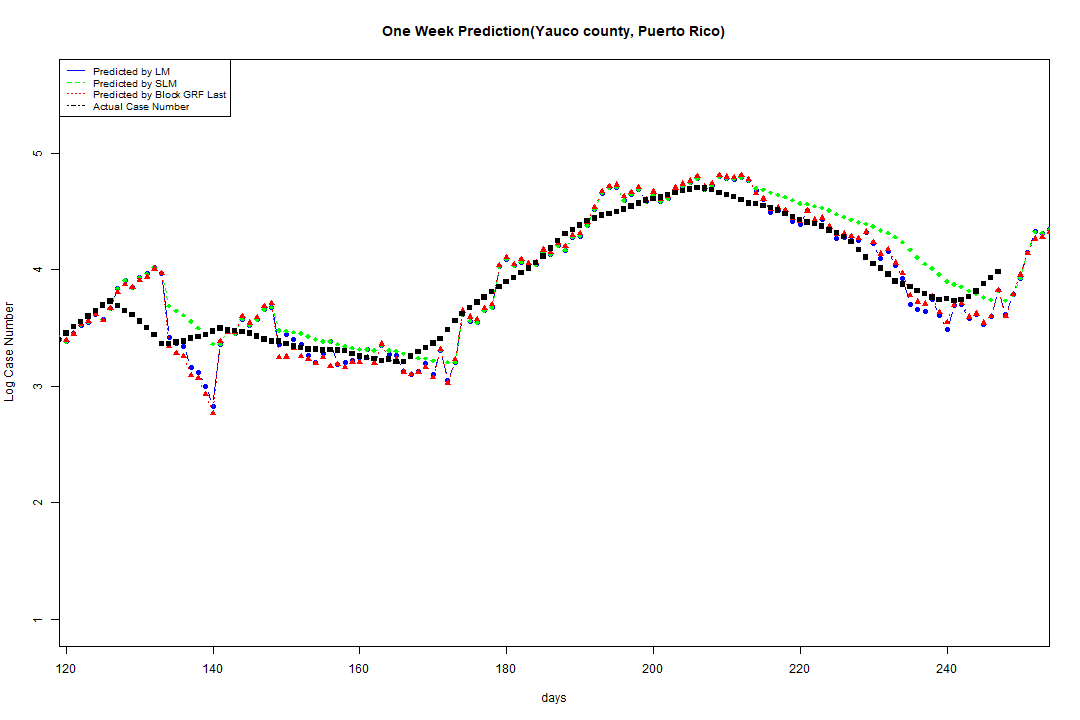 One Week Prediction(Yauco county, Puerto Rico)
Predicted by LM
Predicted by SLM
Predicted by Block GRF Last
Actual Case Number
5
4
3
2
1
Log Case Number
120 140 160 180 200 220 240
days